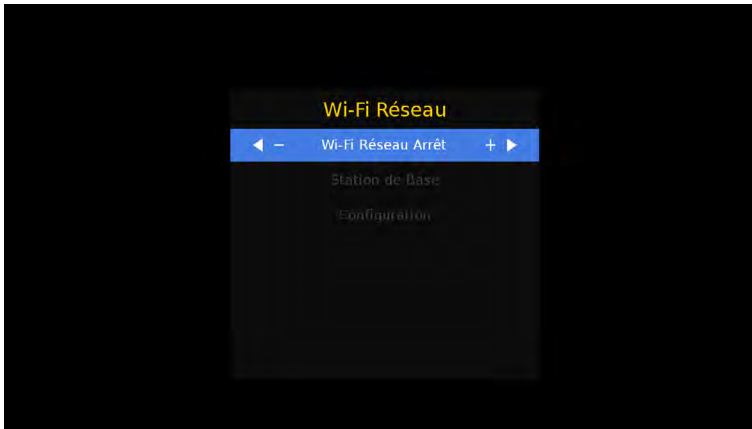 Wi-Fi Réseau
− Wi-Fi Réseau Arrêt +
Station de Base
Configuration